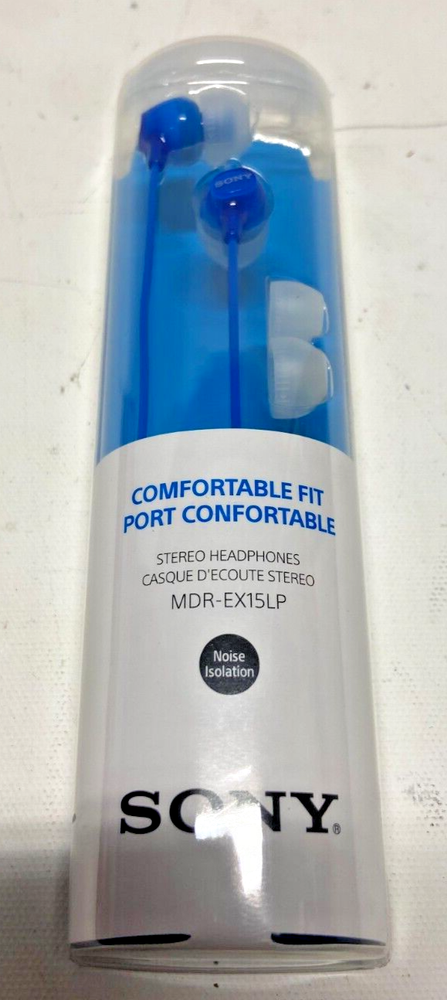 SONY
COMFORTABLE FIT
PORT CONFORTABLE
STEREO HEADPHONES
CASQUE D'ECOUTE STEREO
MDR-EX15LP
Noise
Isolation
SONY®